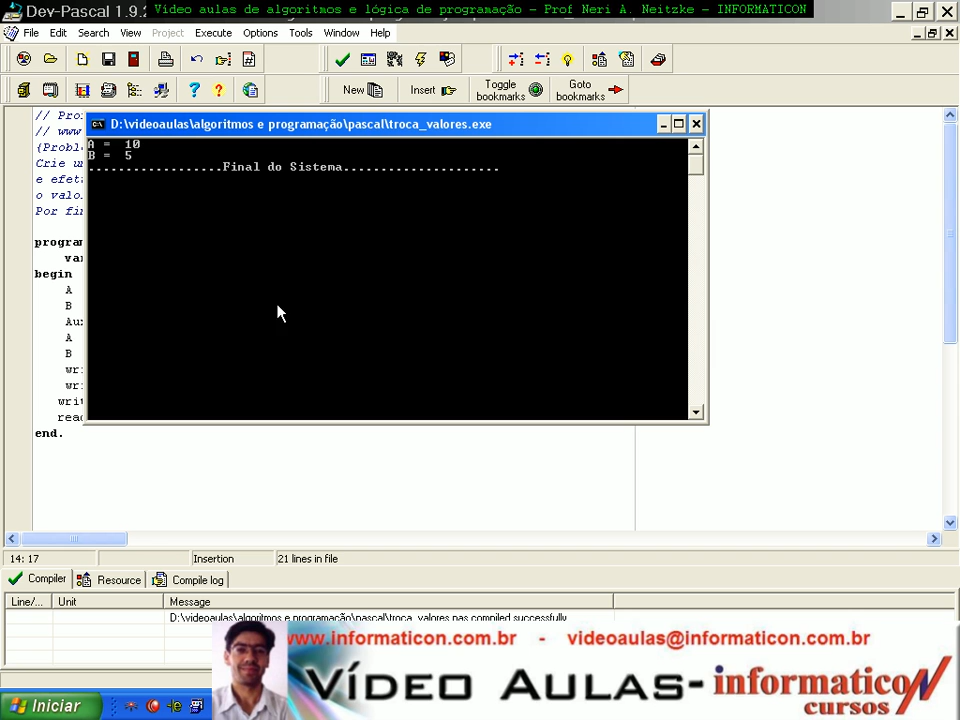 Dev-Pascal 1.9.2
Vídeo aulas de algoritmos e lógica de programação - Prof Neri A. Neitzke - INFORMATICON
File Edit Search View Project Execute Options Tools Window Help
New Insert Toggle bookmarks Goto bookmarks
D:\videoaulas\algoritmos e programação\pascal\troca_valores.exe
A = 10
B = 5
..................Final do Sistema.....................
// Pro
// www
{Probl
Crie u
e efet
o valo
Por fi
progra
va
begin
A
B
Au
A
B
wri
wri
writ
read
end.
14: 17 Insertion 21 lines in file
Compiler Resource Compile log
Line/... Unit Message
D:\videoaulas\algoritmos e programação\pascal\troca_valores.pas compiled successfully
www.informaticon.com.br - videoaulas@informaticon.com.br
Vídeo Aulas- informaticon
cursos
Iniciar